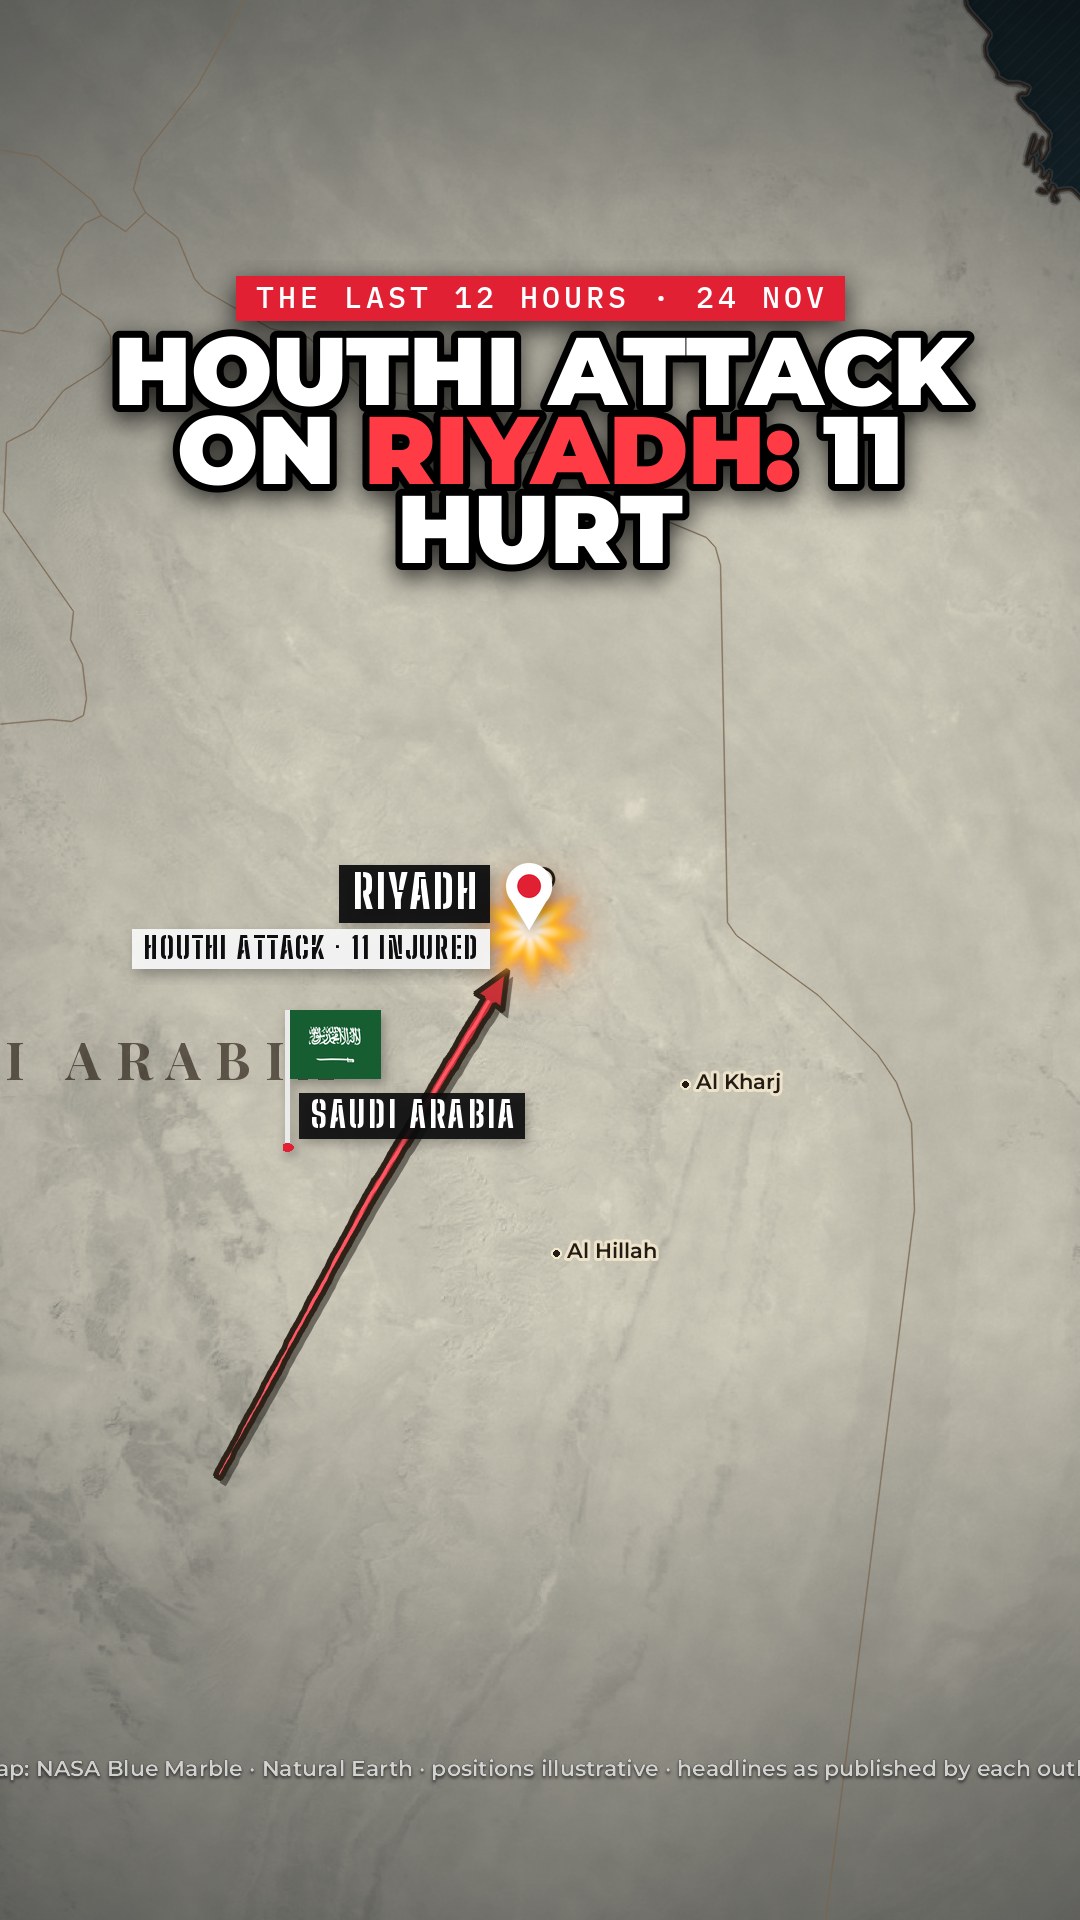 THE LAST 12 HOURS · 24 NOV
HOUTHI ATTACK
ON RIYADH: 11
HURT
RIYADH
HOUTHI ATTACK · 11 INJURED
I ARABI
SAUDI ARABIA
Al Kharj
Al Hillah
ap: NASA Blue Marble · Natural Earth · positions illustrative · headlines as published by each outl